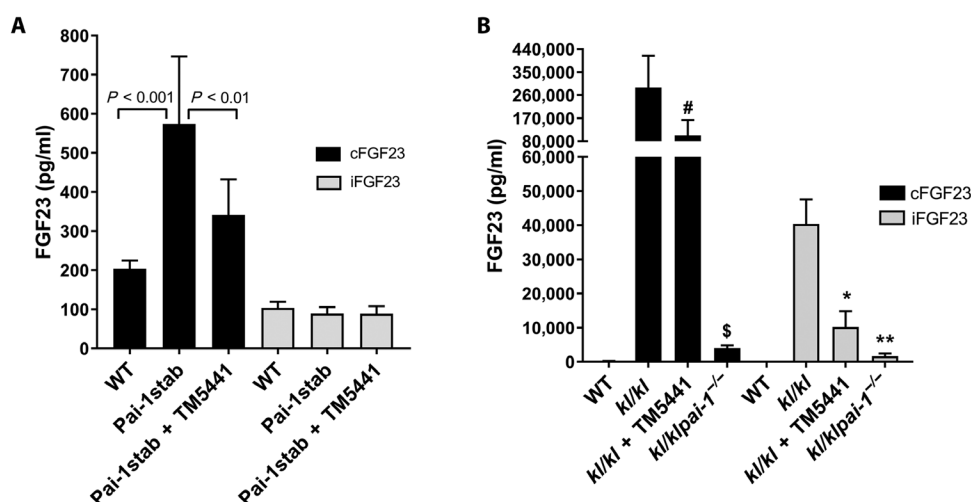 A
FGF23 (pg/ml)
800
700
600
500
400
300
200
100
0
P < 0.001
P < 0.01
cFGF23
iFGF23
WT
Pai-1stab
Pai-1stab + TM5441
WT
Pai-1stab
Pai-1stab + TM5441
B
FGF23 (pg/ml)
440,000
350,000
260,000
170,000
80,000
60,000
50,000
40,000
30,000
20,000
10,000
0
#
$
*
**
cFGF23
iFGF23
WT
kl/kl
kl/kl + TM5441
kl/klpai-1⁻/⁻
WT
kl/kl
kl/kl + TM5441
kl/klpai-1⁻/⁻